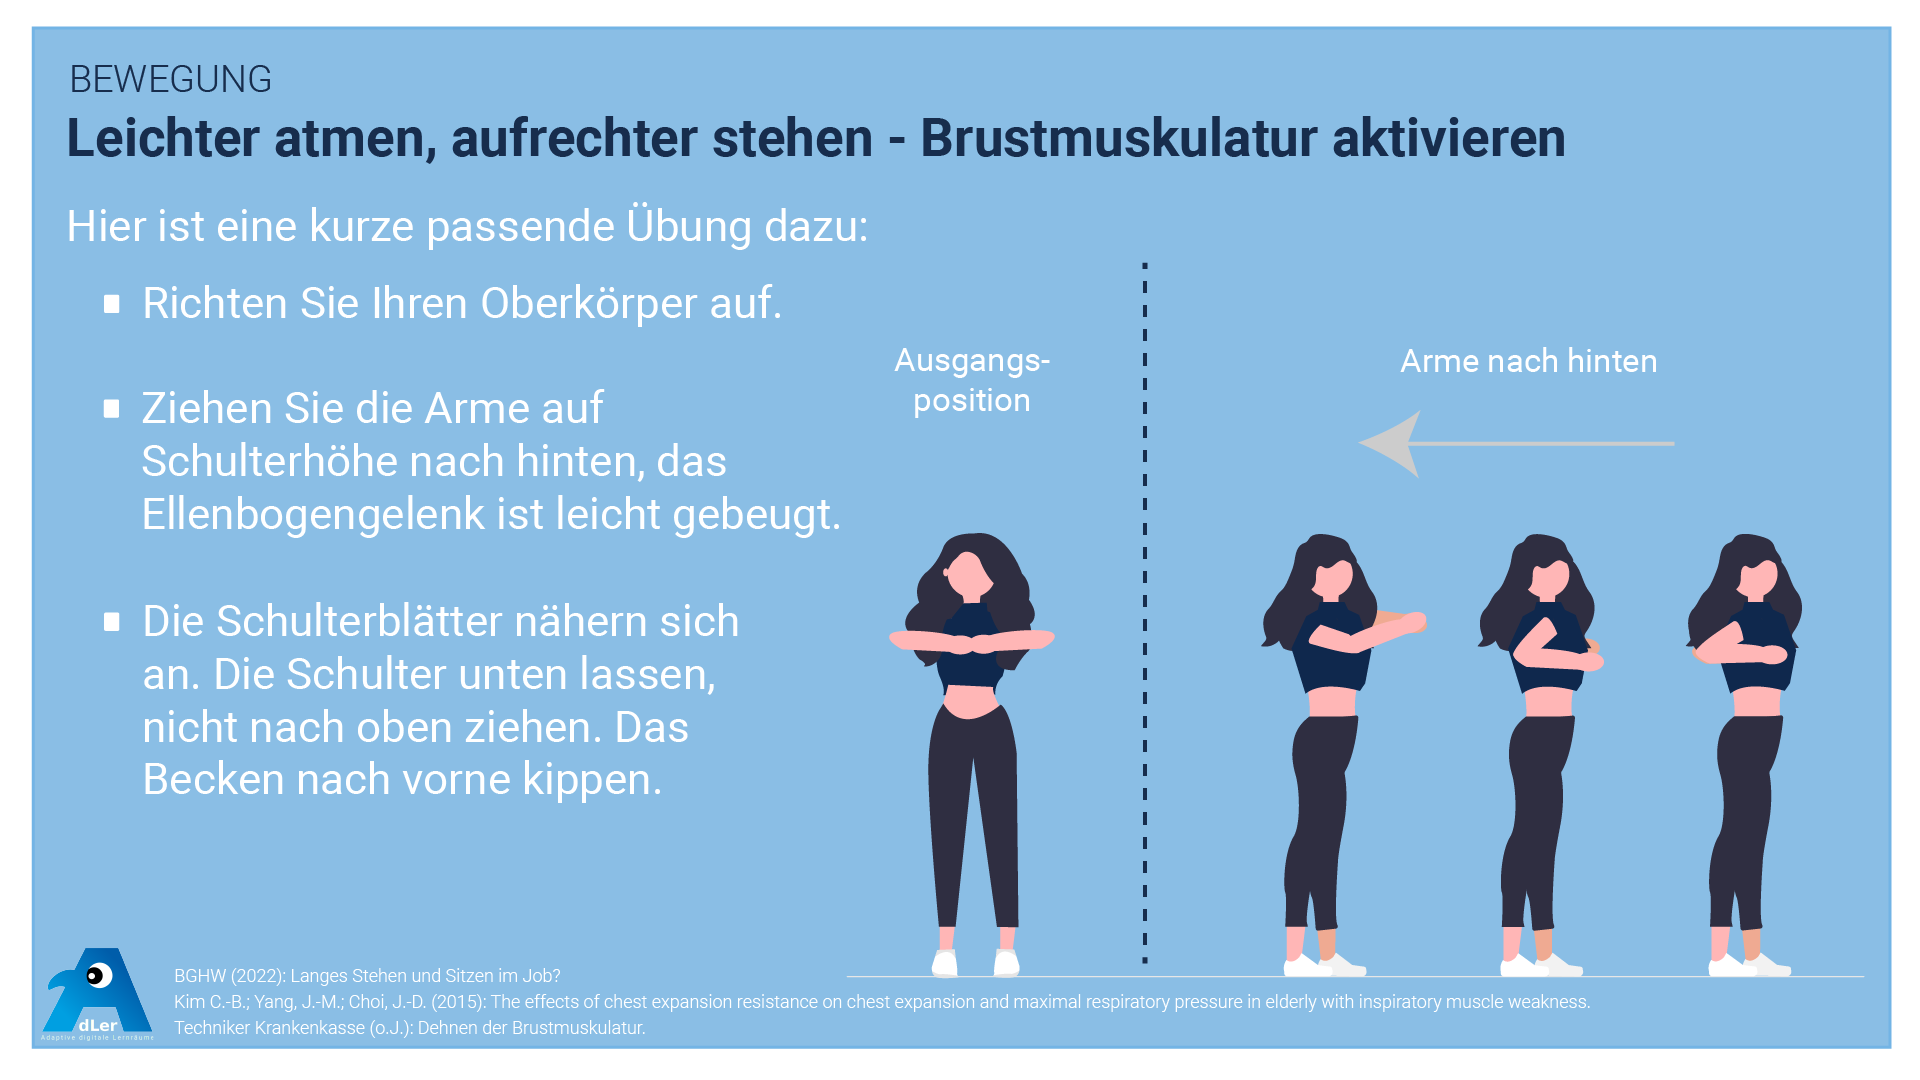 BEWEGUNG
Leichter atmen, aufrechter stehen - Brustmuskulatur aktivieren
Hier ist eine kurze passende Übung dazu:
Richten Sie Ihren Oberkörper auf.
Ziehen Sie die Arme auf
Schulterhöhe nach hinten, das
Ellenbogengelenk ist leicht gebeugt.
Die Schulterblätter nähern sich
an. Die Schulter unten lassen,
nicht nach oben ziehen. Das
Becken nach vorne kippen.
Ausgangs-
position
Arme nach hinten
dLer
Adaptive digitale Lernräume
BGHW (2022): Langes Stehen und Sitzen im Job?
Kim C.-B.; Yang, J.-M.; Choi, J.-D. (2015): The effects of chest expansion resistance on chest expansion and maximal respiratory pressure in elderly with inspiratory muscle weakness.
Techniker Krankenkasse (o.J.): Dehnen der Brustmuskulatur.